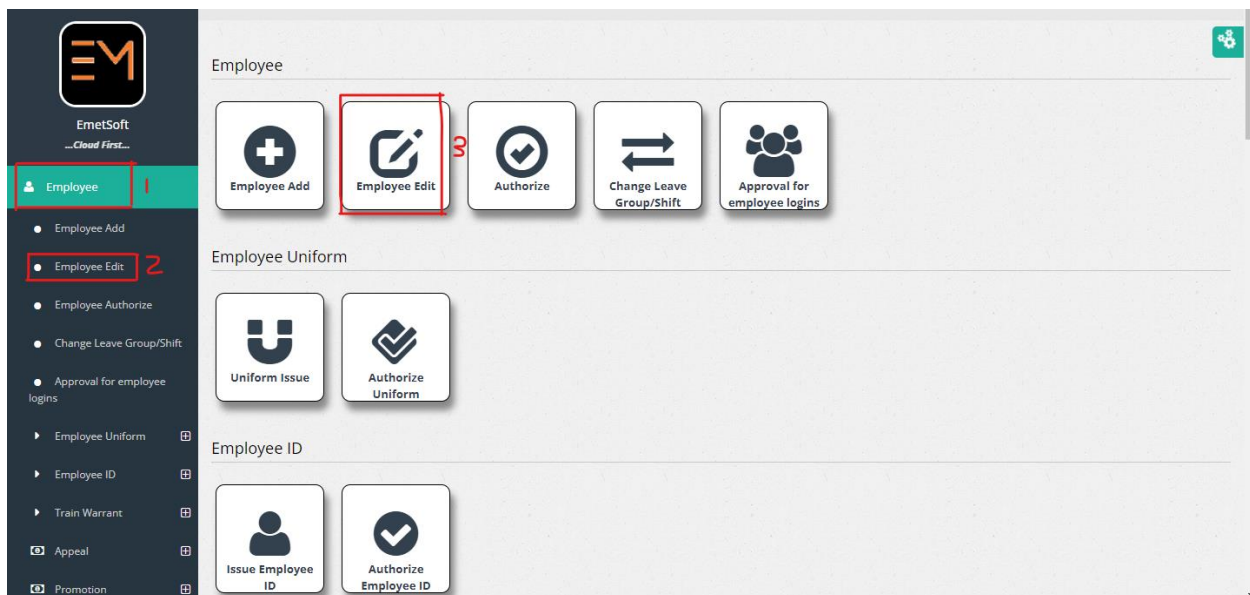 EM
EmetSoft
...Cloud First...
Employee 1
Employee Add
Employee Edit 2
Employee Authorize
Change Leave Group/Shift
Approval for employee
logins
Employee Uniform
Employee ID
Train Warrant
Appeal
Promotion
Employee
Employee Add
Employee Edit
3
Authorize
Change Leave
Group/Shift
Approval for
employee logins
Employee Uniform
Uniform Issue
Authorize
Uniform
Employee ID
Issue Employee
ID
Authorize
Employee ID